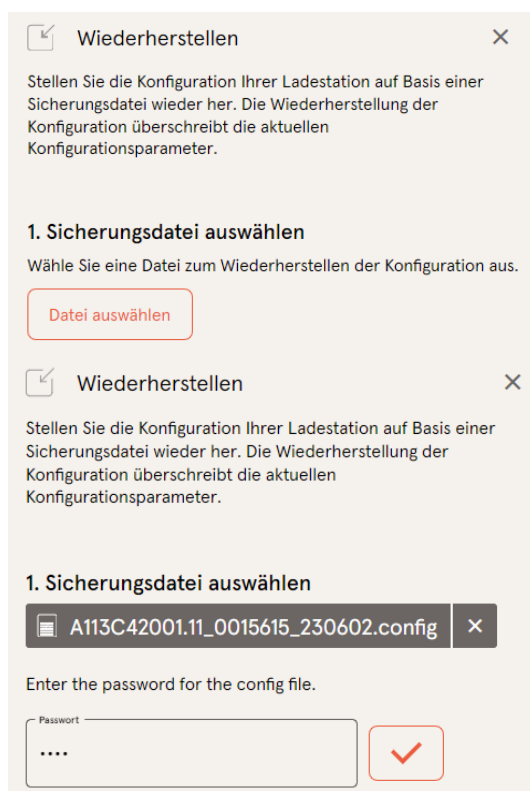 Wiederherstellen
Stellen Sie die Konfiguration Ihrer Ladestation auf Basis einer
Sicherungsdatei wieder her. Die Wiederherstellung der
Konfiguration überschreibt die aktuellen
Konfigurationsparameter.
1. Sicherungsdatei auswählen
Wähle Sie eine Datei zum Wiederherstellen der Konfiguration aus.
Datei auswählen
Wiederherstellen
Stellen Sie die Konfiguration Ihrer Ladestation auf Basis einer
Sicherungsdatei wieder her. Die Wiederherstellung der
Konfiguration überschreibt die aktuellen
Konfigurationsparameter.
1. Sicherungsdatei auswählen
A113C42001.11_0015615_230602.config
Enter the password for the config file.
Passwort
••••